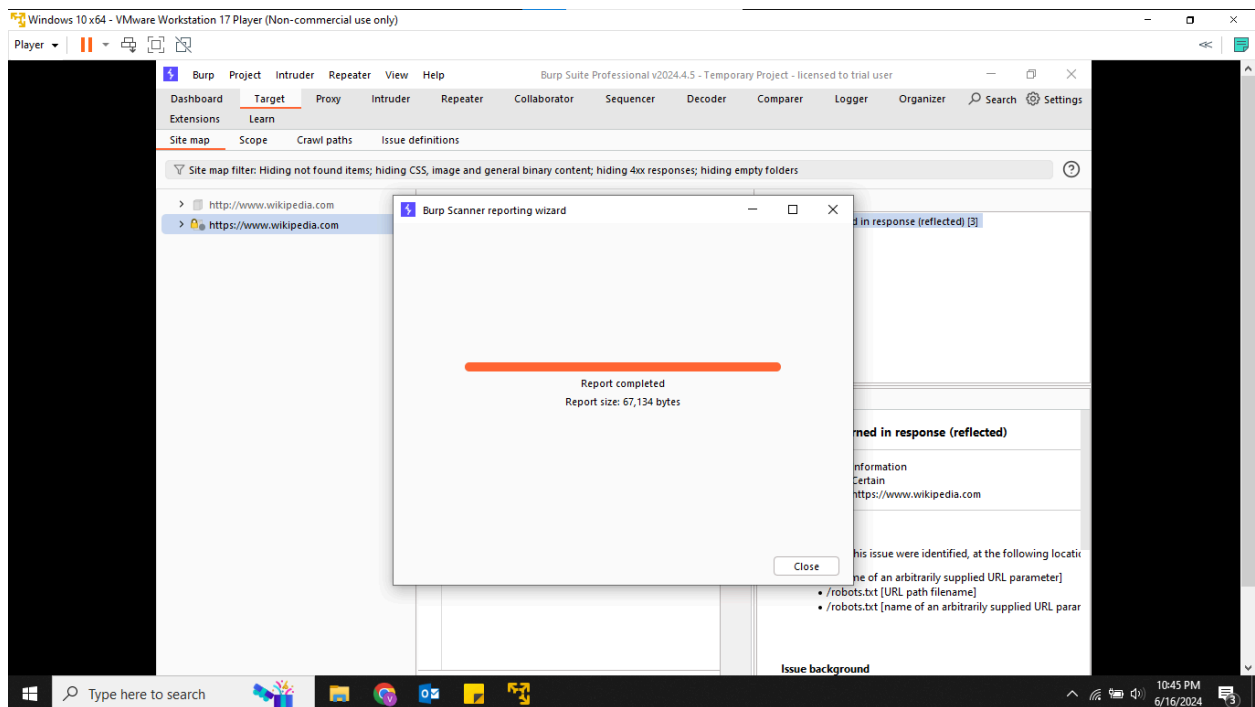 Windows 10 x64 - VMware Workstation 17 Player (Non-commercial use only)
Player
Burp Project Intruder Repeater View Help Burp Suite Professional v2024.4.5 - Temporary Project - licensed to trial user
Dashboard Target Proxy Intruder Repeater Collaborator Sequencer Decoder Comparer Logger Organizer Search Settings
Extensions Learn
Site map Scope Crawl paths Issue definitions
Site map filter: Hiding not found items; hiding CSS, image and general binary content; hiding 4xx responses; hiding empty folders
http://www.wikipedia.com
https://www.wikipedia.com
Burp Scanner reporting wizard
d in response (reflected) [3]
Report completed
Report size: 67,134 bytes
Close
rned in response (reflected)
nformation
Certain
https://www.wikipedia.com
his issue were identified, at the following locatic
ne of an arbitrarily supplied URL parameter]
• /robots.txt [URL path filename]
• /robots.txt [name of an arbitrarily supplied URL parar
Issue background
Type here to search
10:45 PM
6/16/2024
3